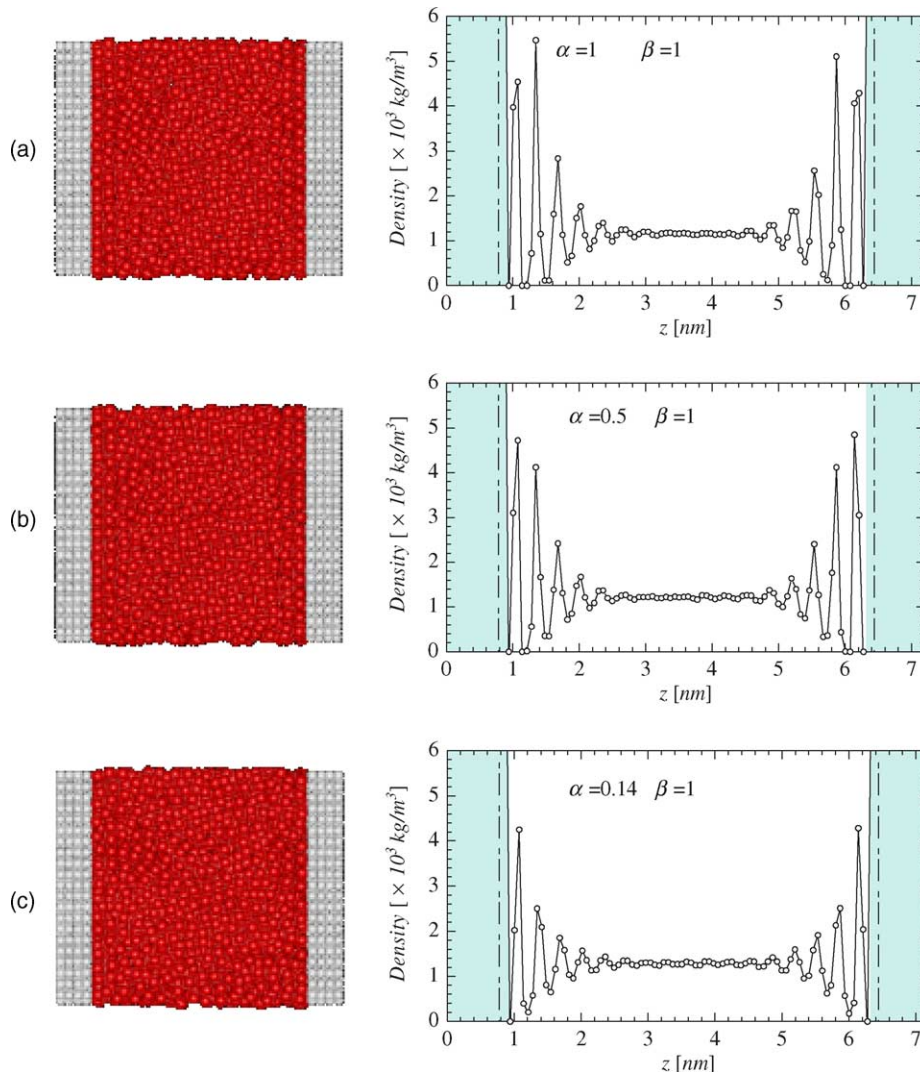 (a)
Density [ × 10³ kg/m³]
6
5
4
3
2
1
0
α =1 β =1
0 1 2 3 4 5 6 7
z [nm]
(b)
Density [ × 10³ kg/m³]
6
5
4
3
2
1
0
α =0.5 β =1
0 1 2 3 4 5 6 7
z [nm]
(c)
Density [ × 10³ kg/m³]
6
5
4
3
2
1
0
α =0.14 β =1
0 1 2 3 4 5 6 7
z [nm]